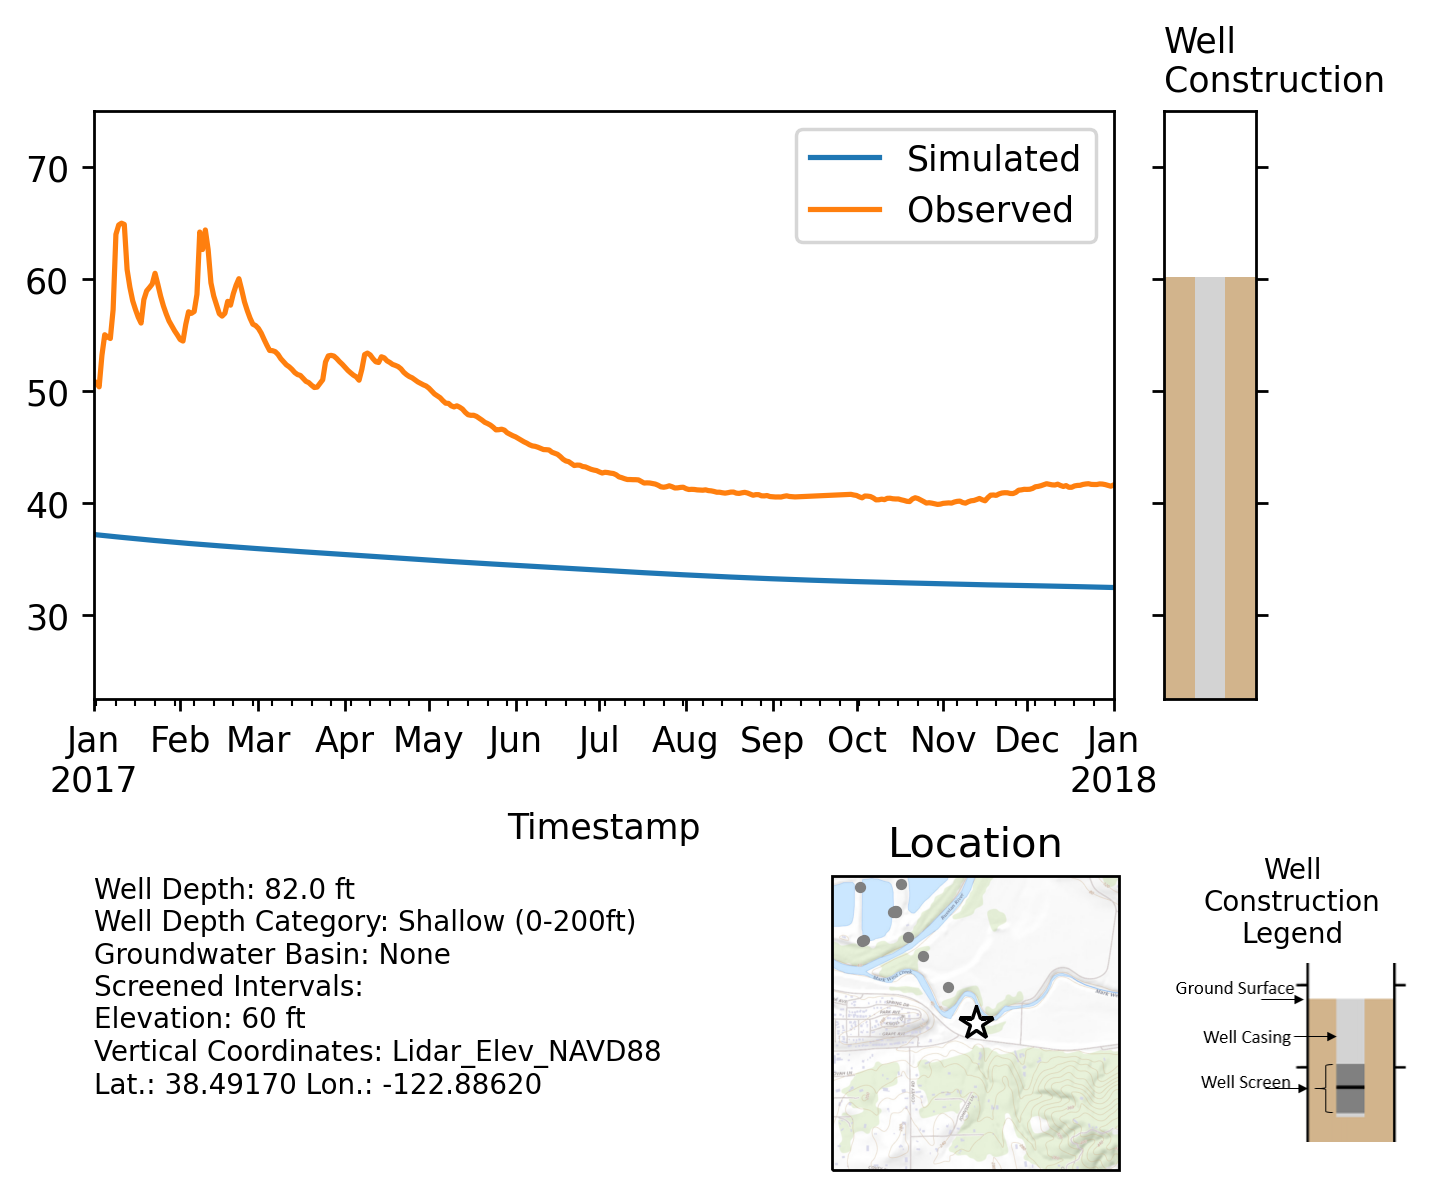 Well
Construction
70
60
50
40
30
Simulated
Observed
Jan Feb Mar Apr May Jun Jul Aug Sep Oct Nov Dec Jan
2017 2018
Timestamp
Well Depth: 82.0 ft
Well Depth Category: Shallow (0-200ft)
Groundwater Basin: None
Screened Intervals:
Elevation: 60 ft
Vertical Coordinates: Lidar_Elev_NAVD88
Lat.: 38.49170 Lon.: -122.88620
Location
Well
Construction
Legend
Ground Surface
Well Casing
Well Screen